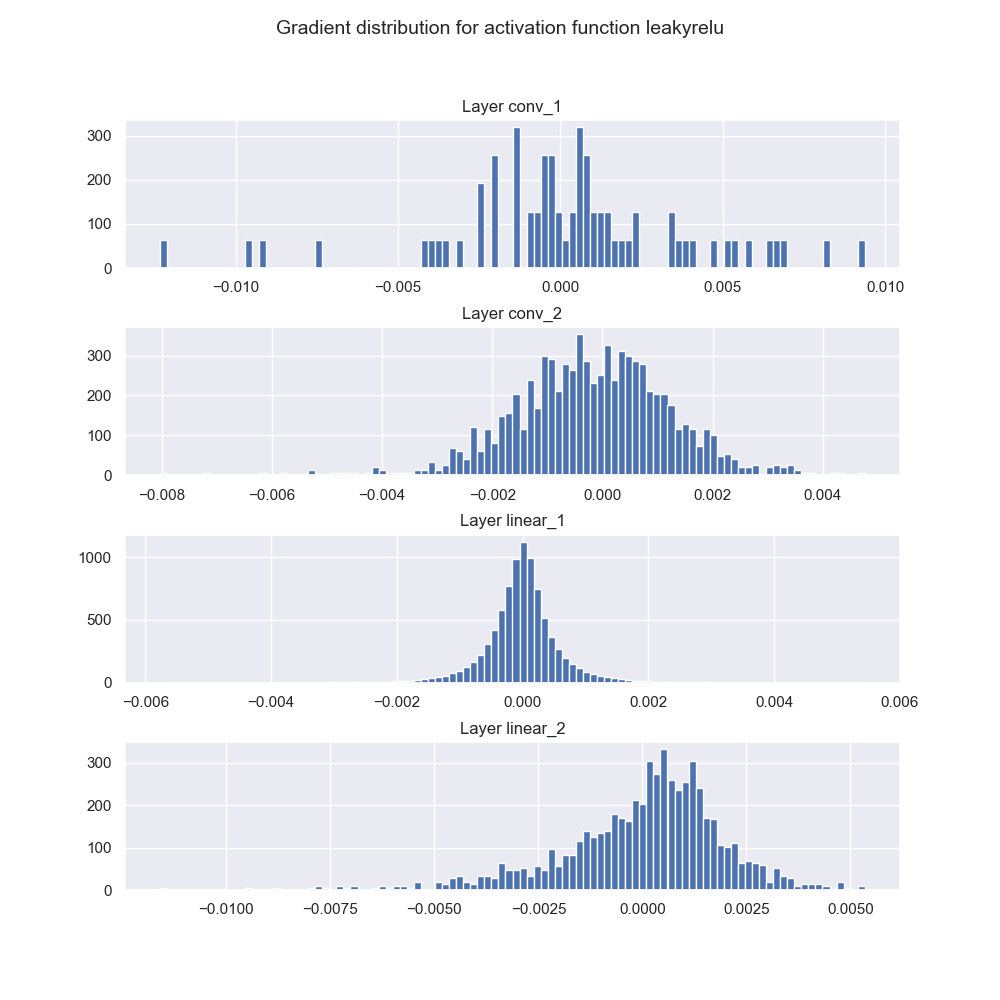 Gradient distribution for activation function leakyrelu
Layer conv_1
300
200
100
0
−0.010 −0.005 0.000 0.005 0.010
Layer conv_2
300
200
100
0
−0.008 −0.006 −0.004 −0.002 0.000 0.002 0.004
Layer linear_1
1000
500
0
−0.006 −0.004 −0.002 0.000 0.002 0.004 0.006
Layer linear_2
300
200
100
0
−0.0100 −0.0075 −0.0050 −0.0025 0.0000 0.0025 0.0050